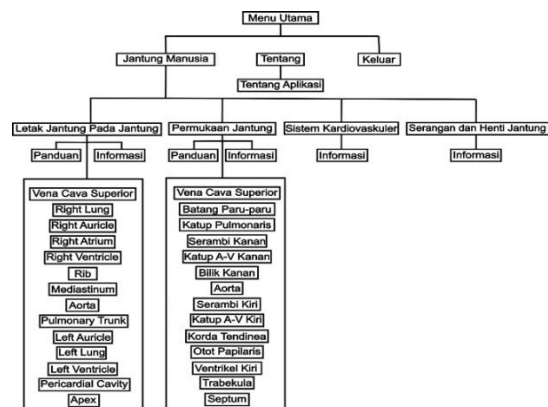 Menu Utama
Jantung Manusia
Tentang
Keluar
Tentang Aplikasi
Letak Jantung Pada Jantung
Permukaan Jantung
Sistem Kardiovaskuler
Serangan dan Henti Jantung
Panduan
Informasi
Panduan
Informasi
Informasi
Informasi
Vena Cava Superior
Right Lung
Right Auricle
Right Atrium
Right Ventricle
Rib
Mediastinum
Aorta
Pulmonary Trunk
Left Auricle
Left Lung
Left Ventricle
Pericardial Cavity
Apex
Vena Cava Superior
Batang Paru-paru
Katup Pulmonaris
Serambi Kanan
Katup A-V Kanan
Bilik Kanan
Aorta
Serambi Kiri
Katup A-V Kiri
Korda Tendinea
Otot Papilaris
Ventrikel Kiri
Trabekula
Septum